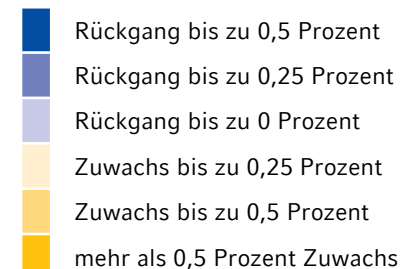 Rückgang bis zu 0,5 Prozent
Rückgang bis zu 0,25 Prozent
Rückgang bis zu 0 Prozent
Zuwachs bis zu 0,25 Prozent
Zuwachs bis zu 0,5 Prozent
mehr als 0,5 Prozent Zuwachs